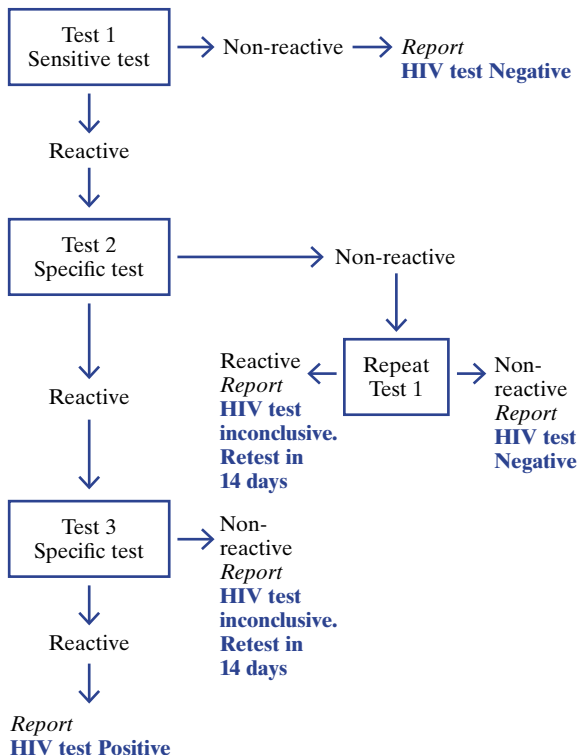 Test 1
Sensitive test
Non-reactive
Report
HIV test Negative
Reactive
Test 2
Specific test
Non-reactive
Repeat
Test 1
Reactive
Report
HIV test
inconclusive.
Retest in
14 days
Non-
reactive
Report
HIV test
Negative
Reactive
Test 3
Specific test
Non-
reactive
Report
HIV test
inconclusive.
Retest in
14 days
Reactive
Report
HIV test Positive